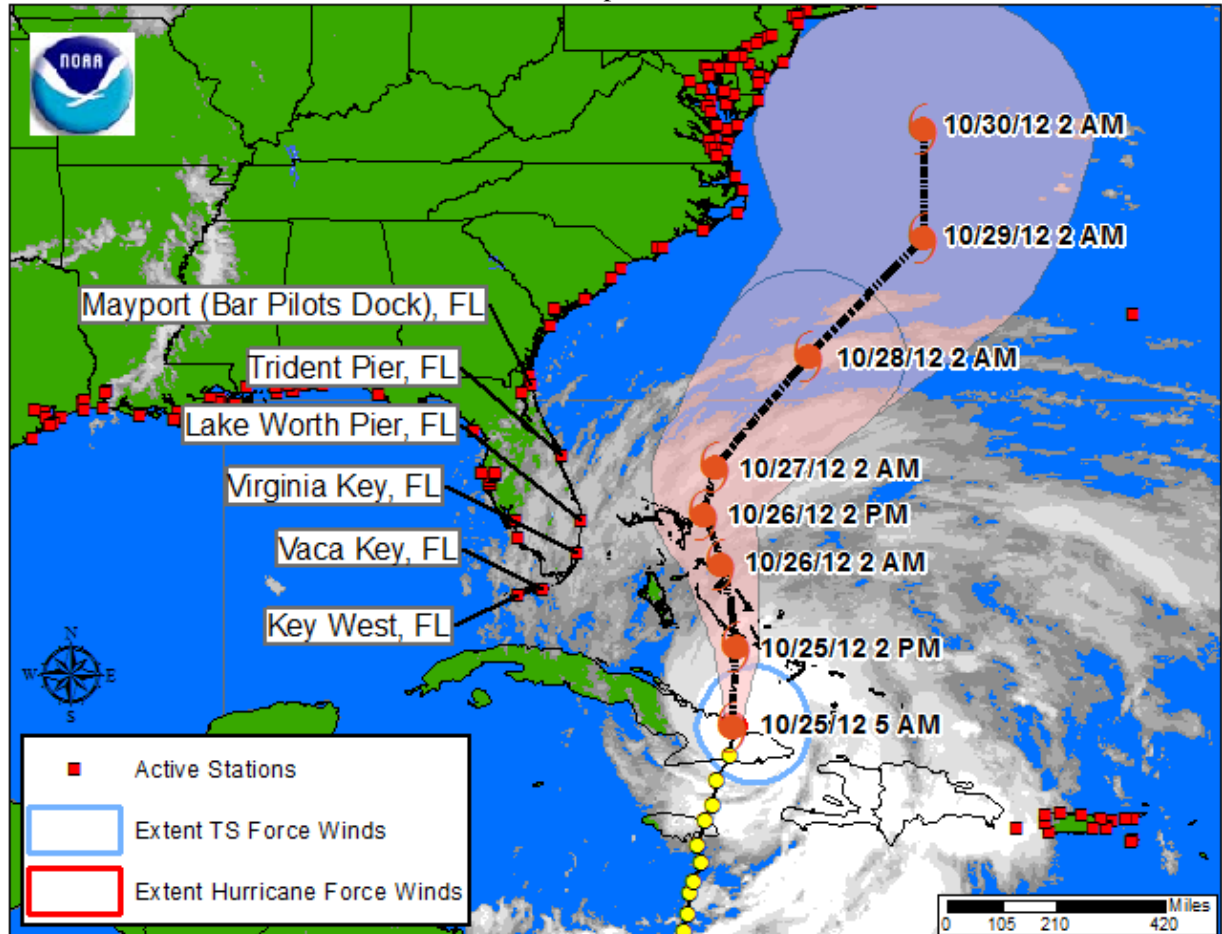 NOAA
10/30/12 2 AM
10/29/12 2 AM
Mayport (Bar Pilots Dock), FL
Trident Pier, FL
10/28/12 2 AM
Lake Worth Pier, FL
Virginia Key, FL
10/27/12 2 AM
10/26/12 2 PM
Vaca Key, FL
10/26/12 2 AM
Key West, FL
10/25/12 2 PM
N
W E
S
10/25/12 5 AM
Active Stations
Extent TS Force Winds
Extent Hurricane Force Winds
Miles
0 105 210 420